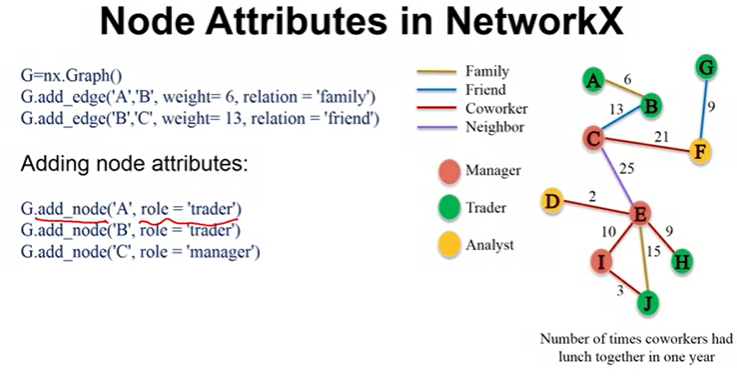 Node Attributes in NetworkX
G=nx.Graph()
G.add_edge('A','B', weight= 6, relation = 'family')
G.add_edge('B','C', weight= 13, relation = 'friend')
Adding node attributes:
G.add_node('A', role = 'trader')
G.add_node('B', role = 'trader')
G.add_node('C', role = 'manager')
Family
Friend
Coworker
Neighbor
Manager
Trader
Analyst
G
A
6
B
9
13
C
21
F
25
D
2
E
10
9
15
I
H
3
J
Number of times coworkers had
lunch together in one year